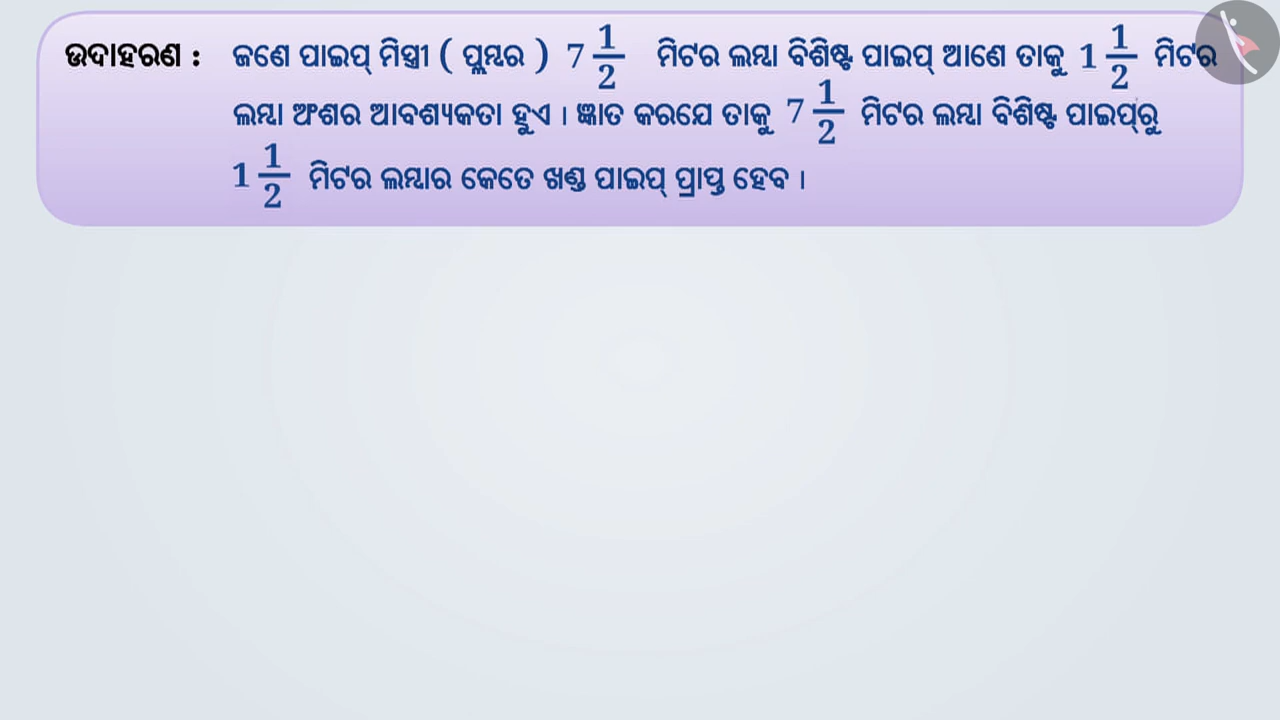 ଉଦାହରଣ : ଜଣେ ପାଇପ୍ ମିସ୍ତ୍ରୀ ( ପ୍ଲମ୍ବର ) 7 1/2 ମିଟର ଲମ୍ବା ବିଶିଷ୍ଟ ପାଇପ୍ ଆଣେ ତାକୁ 1 1/2 ମିଟର
ଲମ୍ବା ଅଂଶର ଆବଶ୍ୟକତା ହୁଏ । ଜ୍ଞାତ କରଯେ ତାକୁ 7 1/2 ମିଟର ଲମ୍ବା ବିଶିଷ୍ଟ ପାଇପ୍‌ରୁ
1 1/2 ମିଟର ଲମ୍ବାର କେତେ ଖଣ୍ଡ ପାଇପ୍ ପ୍ରାପ୍ତ ହେବ ।